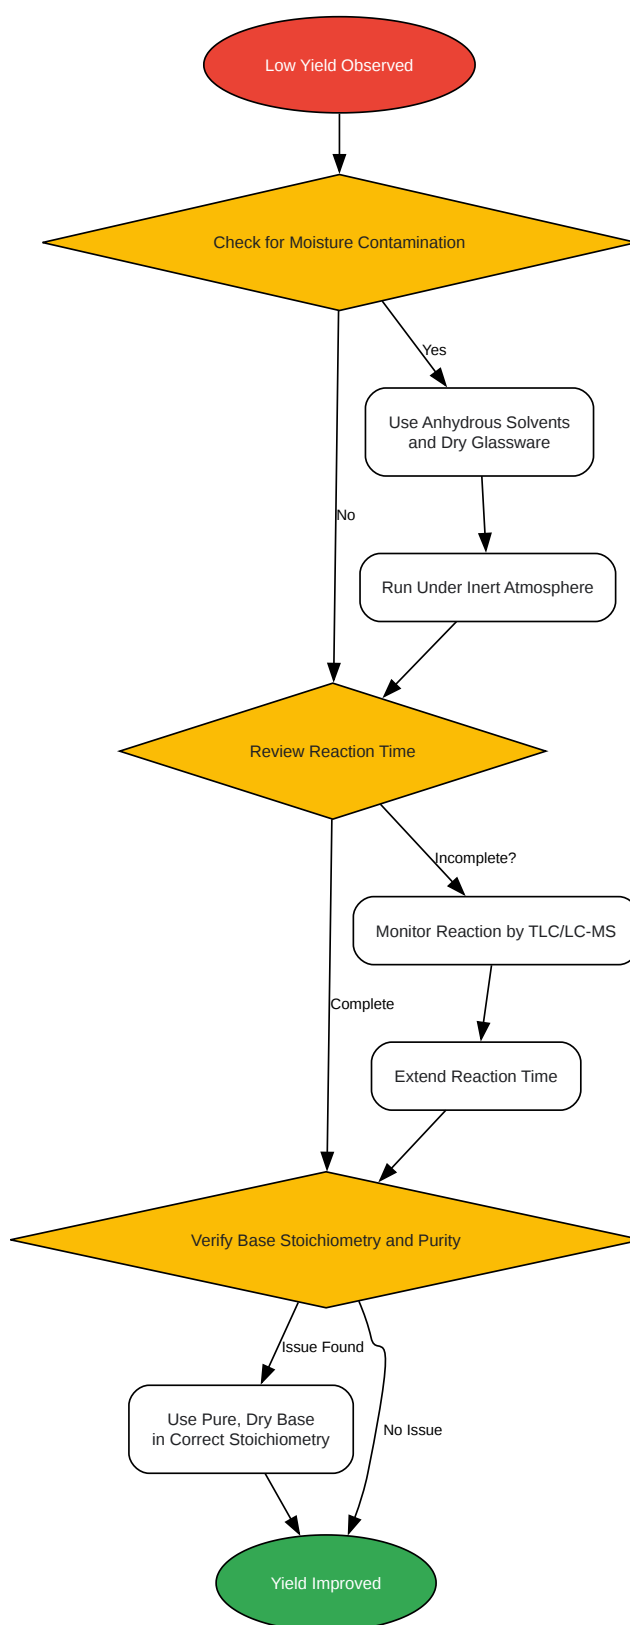 Low Yield Observed
Check for Moisture Contamination
Yes
Use Anhydrous Solvents
and Dry Glassware
No
Run Under Inert Atmosphere
Review Reaction Time
Incomplete?
Monitor Reaction by TLC/LC-MS
Complete
Extend Reaction Time
Verify Base Stoichiometry and Purity
Issue Found
Use Pure, Dry Base
in Correct Stoichiometry
No Issue
Yield Improved